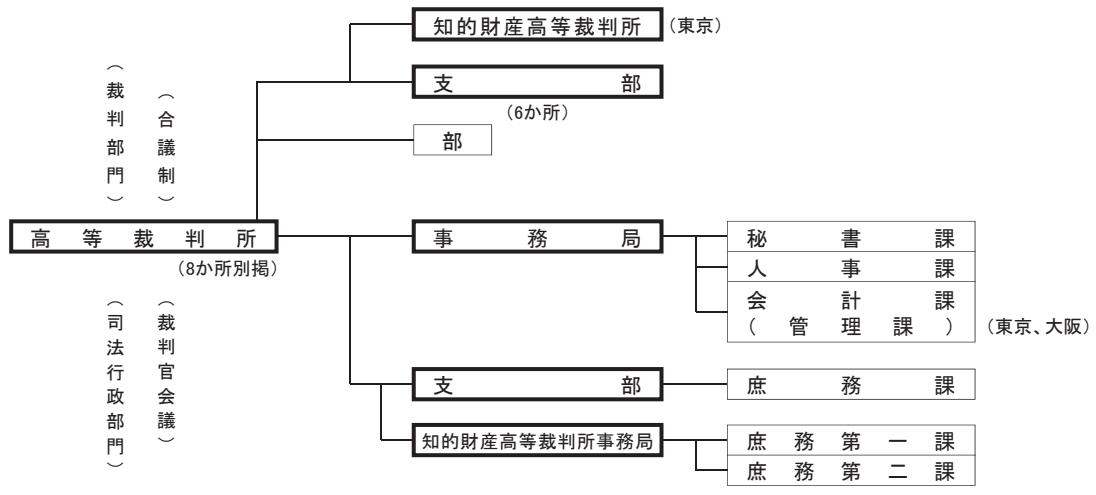 知的財産高等裁判所 (東京)
支部
(6か所)
部
(裁判部門)
(合議制)
高等裁判所
(8か所別掲)
(司法行政部門)
(裁判官会議)
事務局
秘書課
人事課
会計課
(管理課) (東京、大阪)
支部
庶務課
知的財産高等裁判所事務局
庶務第一課
庶務第二課